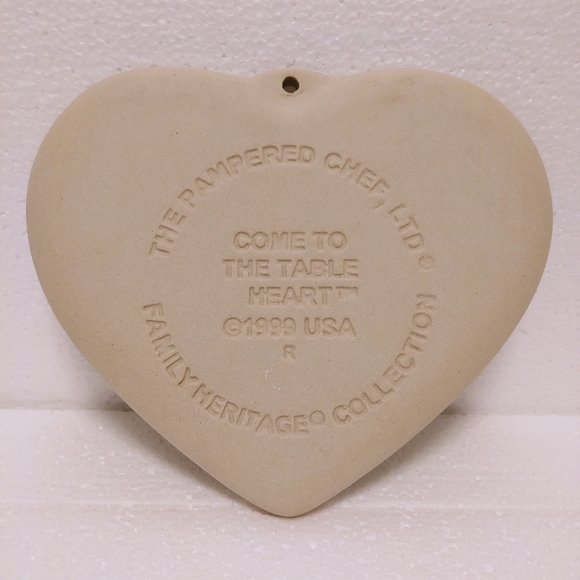 THE PAMPERED CHEF, LTD®
COME TO
THE TABLE
HEART™
©1999 USA
R
FAMILY HERITAGE® COLLECTION